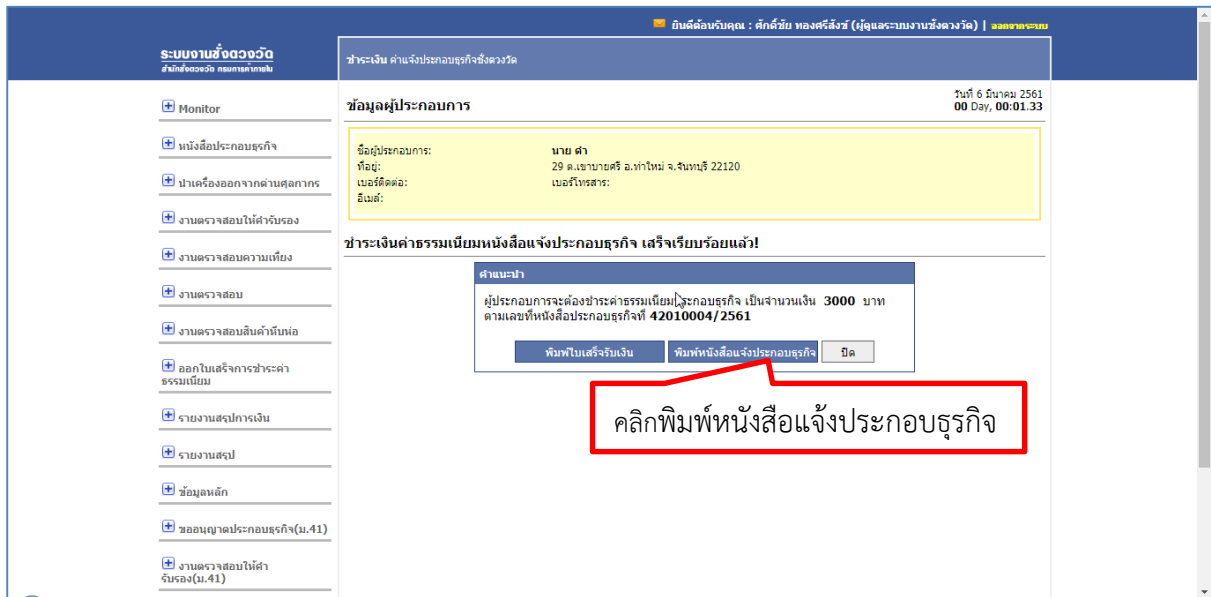 ยินดีต้อนรับคุณ : ศักดิ์ชัย ทองศรีสังข์ (ผู้ดูแลระบบงานชั่งตวงวัด) | ออกจากระบบ
ระบบงานชั่งตวงวัด
สำนักชั่งตวงวัด กรมการค้าภายใน
ชำระเงิน ค่าแจ้งประกอบธุรกิจชั่งตวงวัด
Monitor
หนังสือประกอบธุรกิจ
นำเครื่องออกจากด่านศุลกากร
งานตรวจสอบให้คำรับรอง
งานตรวจสอบความเที่ยง
งานตรวจสอบ
งานตรวจสอบสินค้าหีบห่อ
ออกใบเสร็จการชำระค่า
ธรรมเนียม
รายงานสรุปการเงิน
รายงานสรุป
ข้อมูลหลัก
ขออนุญาตประกอบธุรกิจ(ม.41)
งานตรวจสอบให้คำ
รับรอง(ม.41)
ข้อมูลผู้ประกอบการ
วันที่ 6 มีนาคม 2561
00 Day, 00:01.33
ชื่อผู้ประกอบการ: นาย ดำ
ที่อยู่: 29 ต.เขาบายศรี อ.ท่าใหม่ จ.จันทบุรี 22120
เบอร์ติดต่อ: เบอร์โทรสาร:
อีเมล์:
ชำระเงินค่าธรรมเนียมหนังสือแจ้งประกอบธุรกิจ เสร็จเรียบร้อยแล้ว!
คำแนะนำ
ผู้ประกอบการจะต้องชำระค่าธรรมเนียมประกอบธุรกิจ เป็นจำนวนเงิน 3000 บาท
ตามเลขที่หนังสือประกอบธุรกิจที่ 42010004/2561
พิมพ์ใบเสร็จรับเงิน พิมพ์หนังสือแจ้งประกอบธุรกิจ ปิด
คลิกพิมพ์หนังสือแจ้งประกอบธุรกิจ